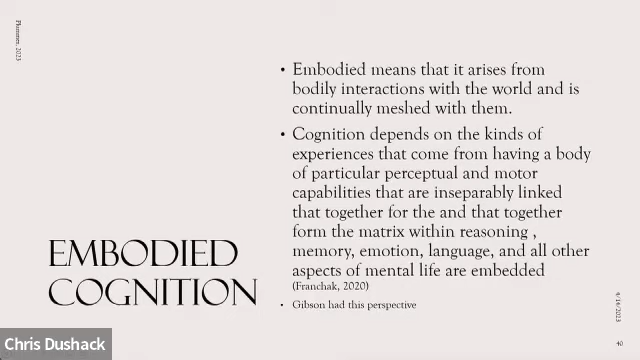 Plummer, 2023
EMBODIED
COGNITION
• Embodied means that it arises from
bodily interactions with the world and is
continually meshed with them.
• Cognition depends on the kinds of
experiences that come from having a body
of particular perceptual and motor
capabilities that are inseparably linked
that together for the and that together
form the matrix within reasoning ,
memory, emotion, language, and all other
aspects of mental life are embedded
(Franchak, 2020)
• Gibson had this perspective
9/14/2023
40
Chris Dushack